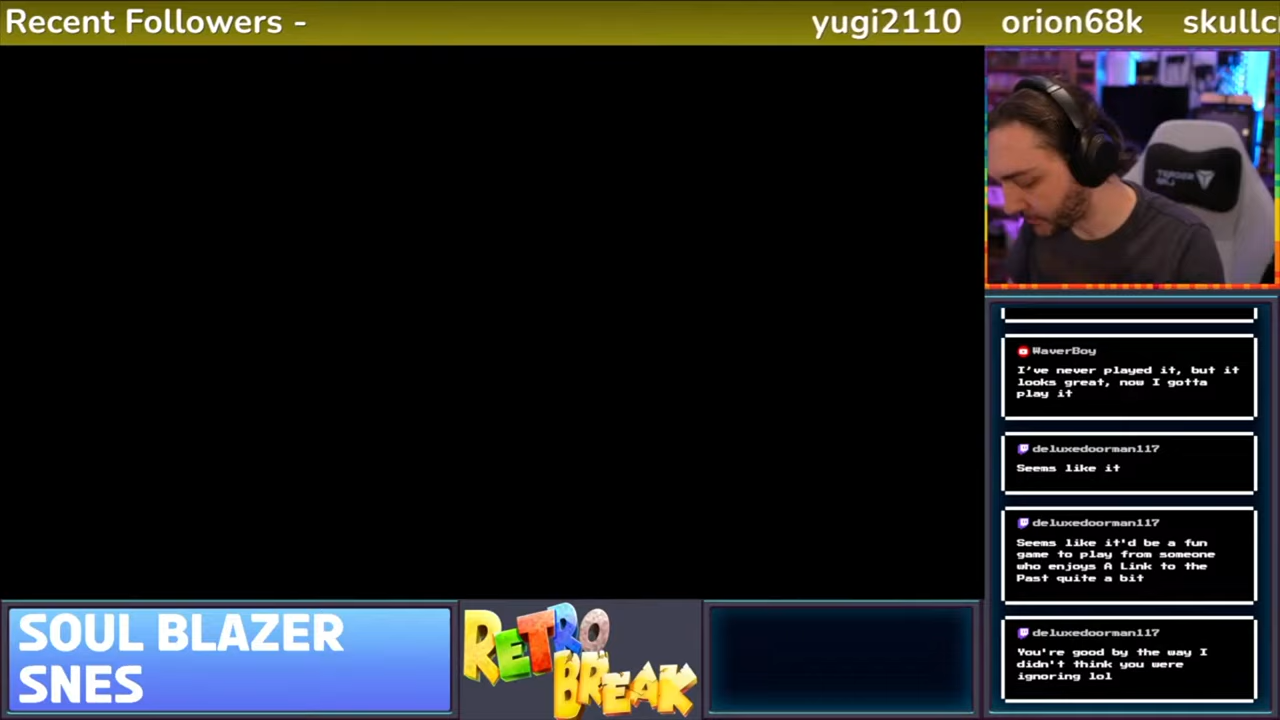 Recent Followers - yugi2110 orion68k
WaverBoy
I've never played it, but it
looks great, now I gotta
play it
deluxedoorman117
Seems like it
deluxedoorman117
Seems like it'd be a fun
game to play from someone
who enjoys A Link to the
Past quite a bit
deluxedoorman117
You're good by the way I
didn't think you were
ignoring lol
SOUL BLAZER
SNES
RETRO
BREAK